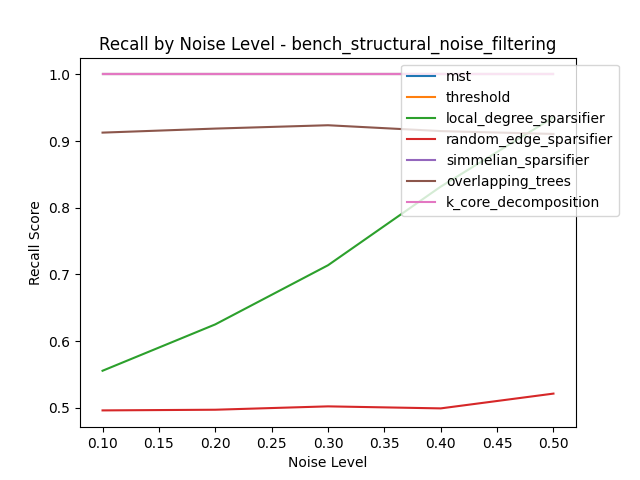 Recall by Noise Level - bench_structural_noise_filtering
Recall Score
1.0
0.9
0.8
0.7
0.6
0.5
mst
threshold
local_degree_sparsifier
random_edge_sparsifier
simmelian_sparsifier
overlapping_trees
k_core_decomposition
0.10 0.15 0.20 0.25 0.30 0.35 0.40 0.45 0.50
Noise Level